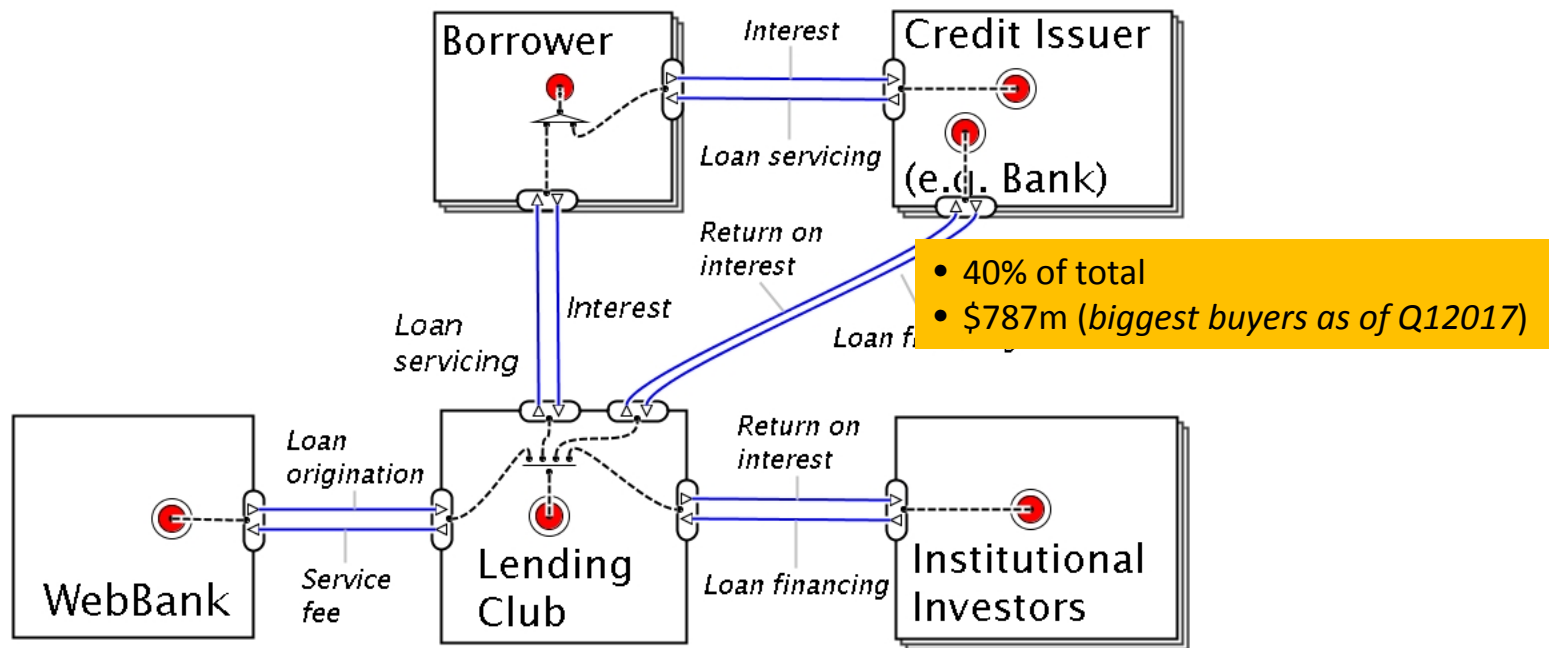 Borrower
Interest
Credit Issuer
Loan servicing
(e.g. Bank)
Return on
interest
• 40% of total
• $787m (biggest buyers as of Q12017)
Loan
servicing
Interest
Loan
Loan
origination
Return on
interest
WebBank
Service
fee
Lending
Club
Loan financing
Institutional
Investors